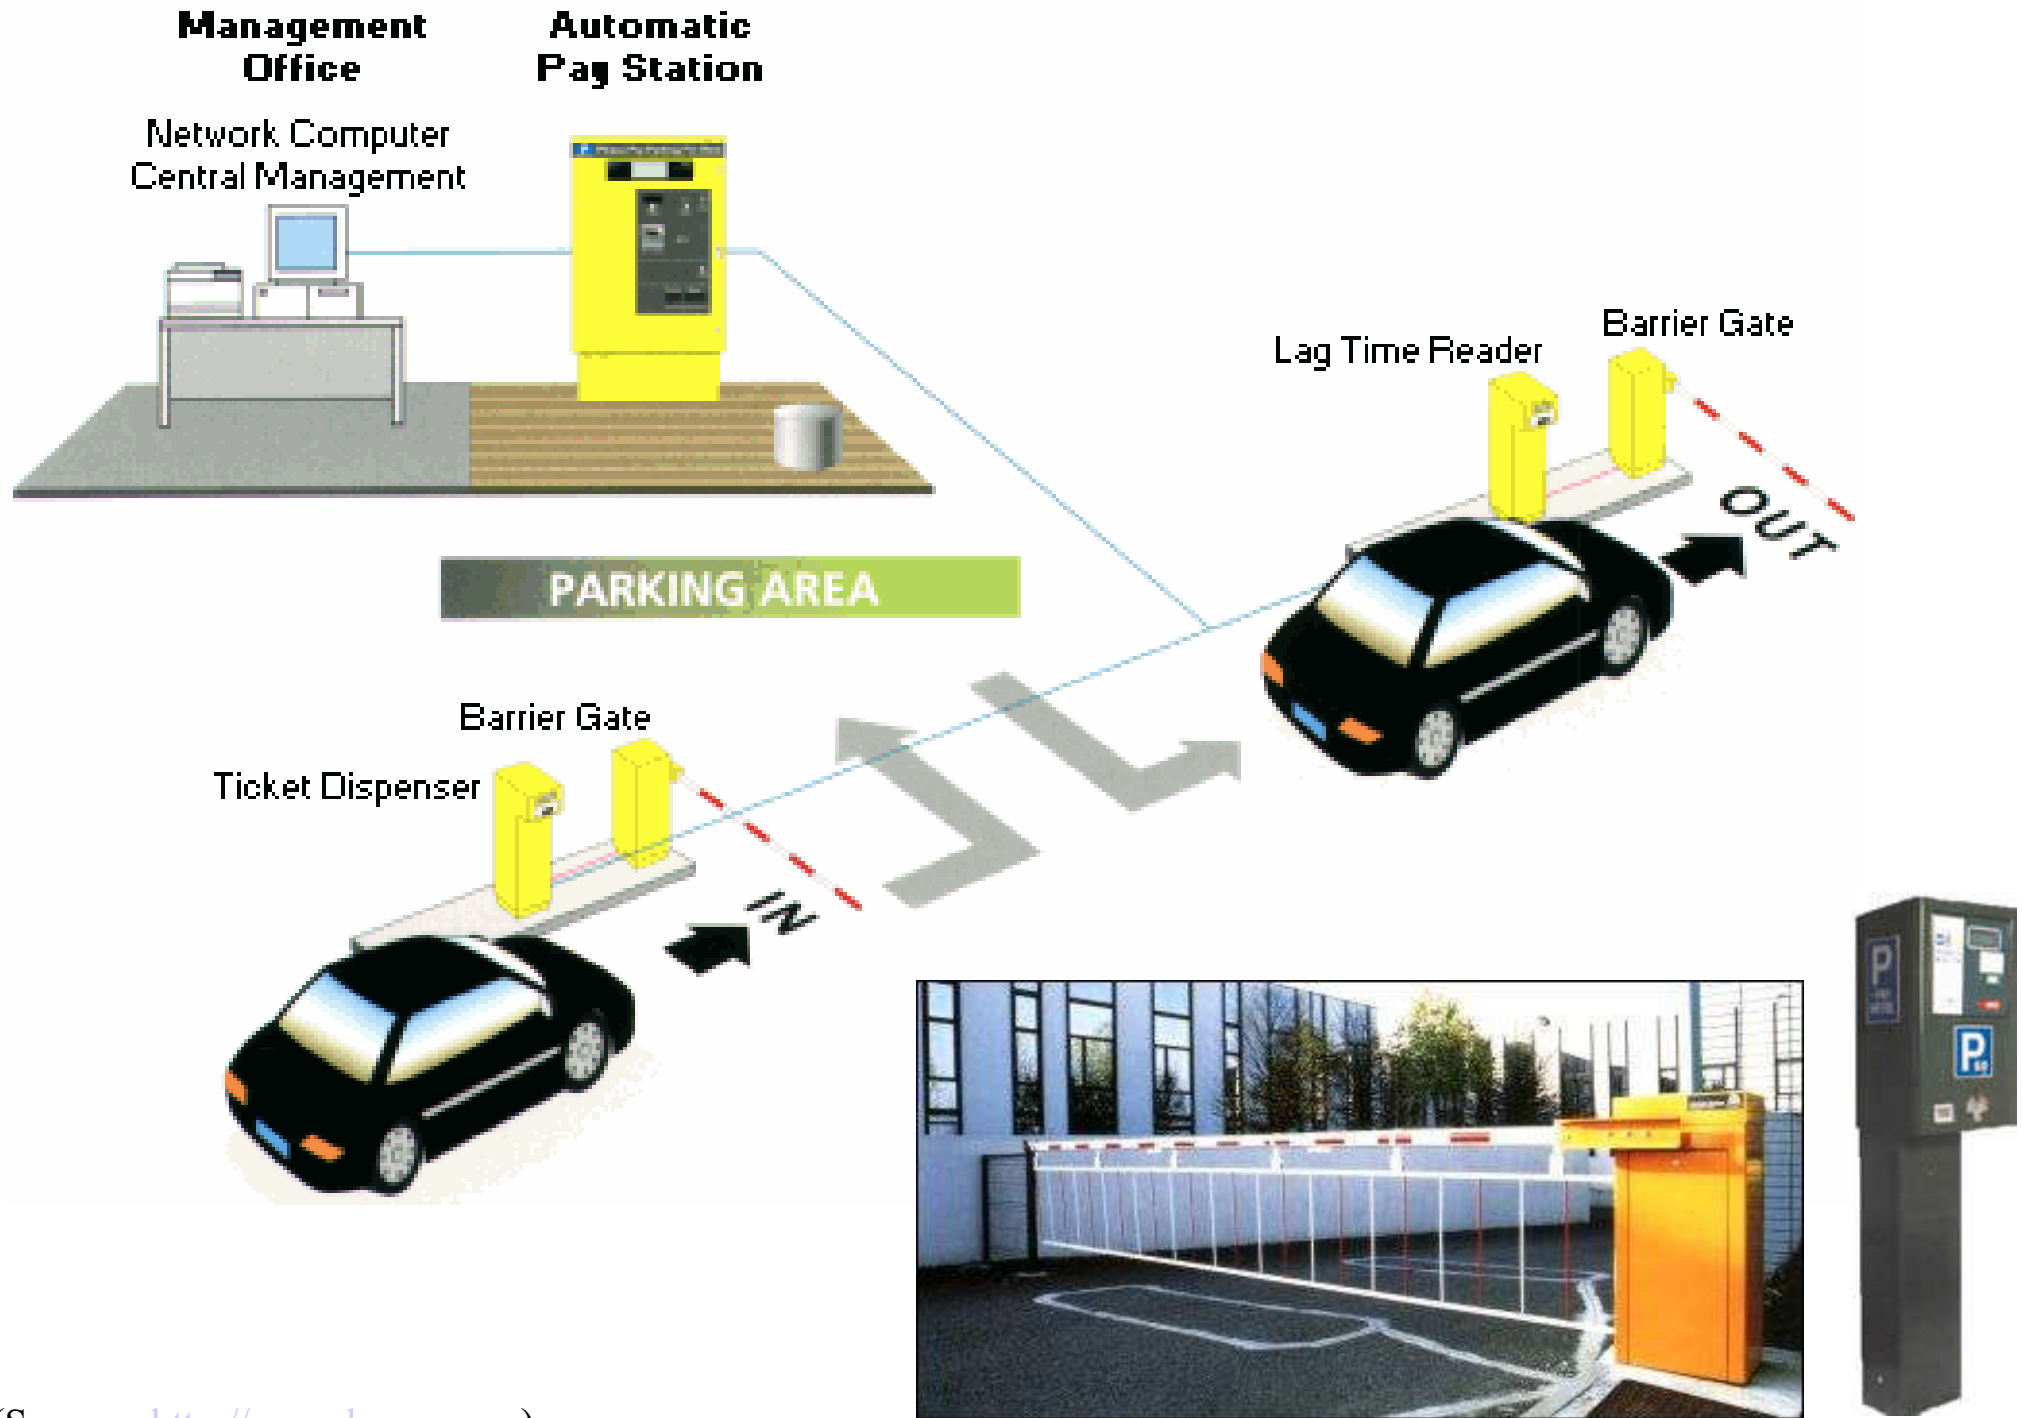 Management
Office
Automatic
Pay Station
Network Computer
Central Management
Barrier Gate
Lag Time Reader
OUT
PARKING AREA
Barrier Gate
Ticket Dispenser
IN
P
P